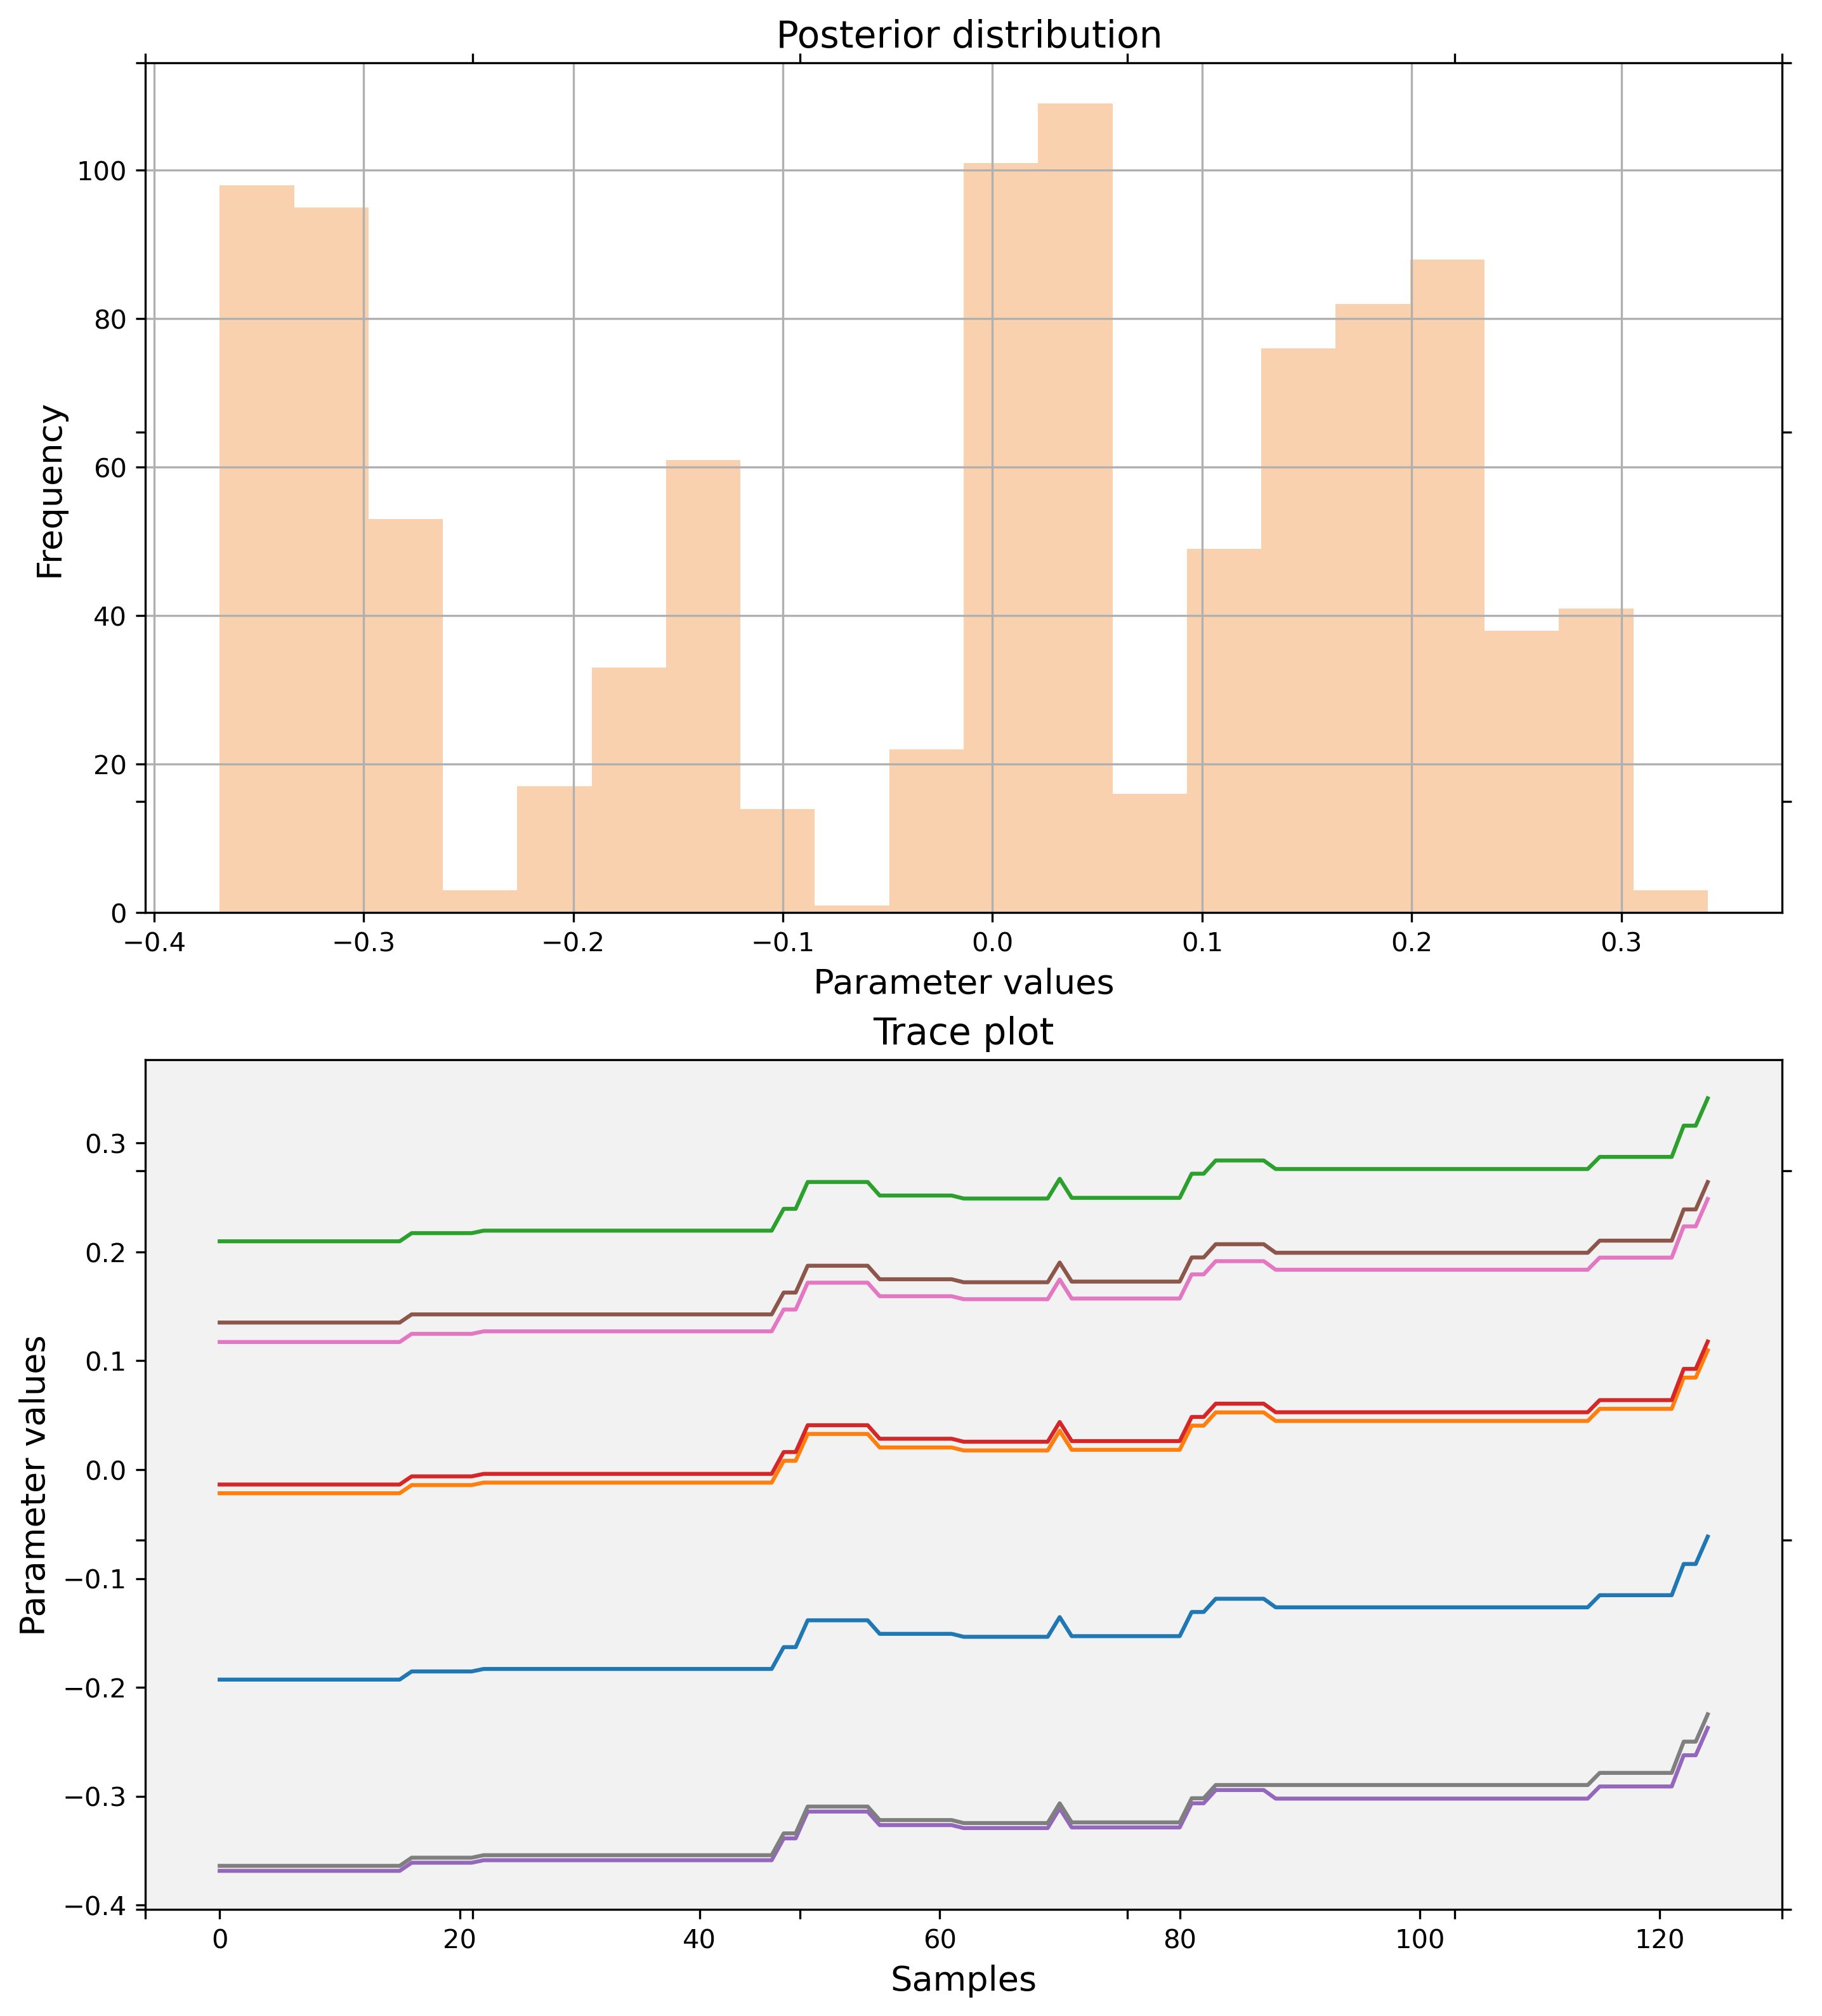 Posterior distribution
Frequency
100
80
60
40
20
0
−0.4 −0.3 −0.2 −0.1 0.0 0.1 0.2 0.3
Parameter values
Trace plot
Parameter values
0.3
0.2
0.1
0.0
−0.1
−0.2
−0.3
−0.4
0 20 40 60 80 100 120
Samples